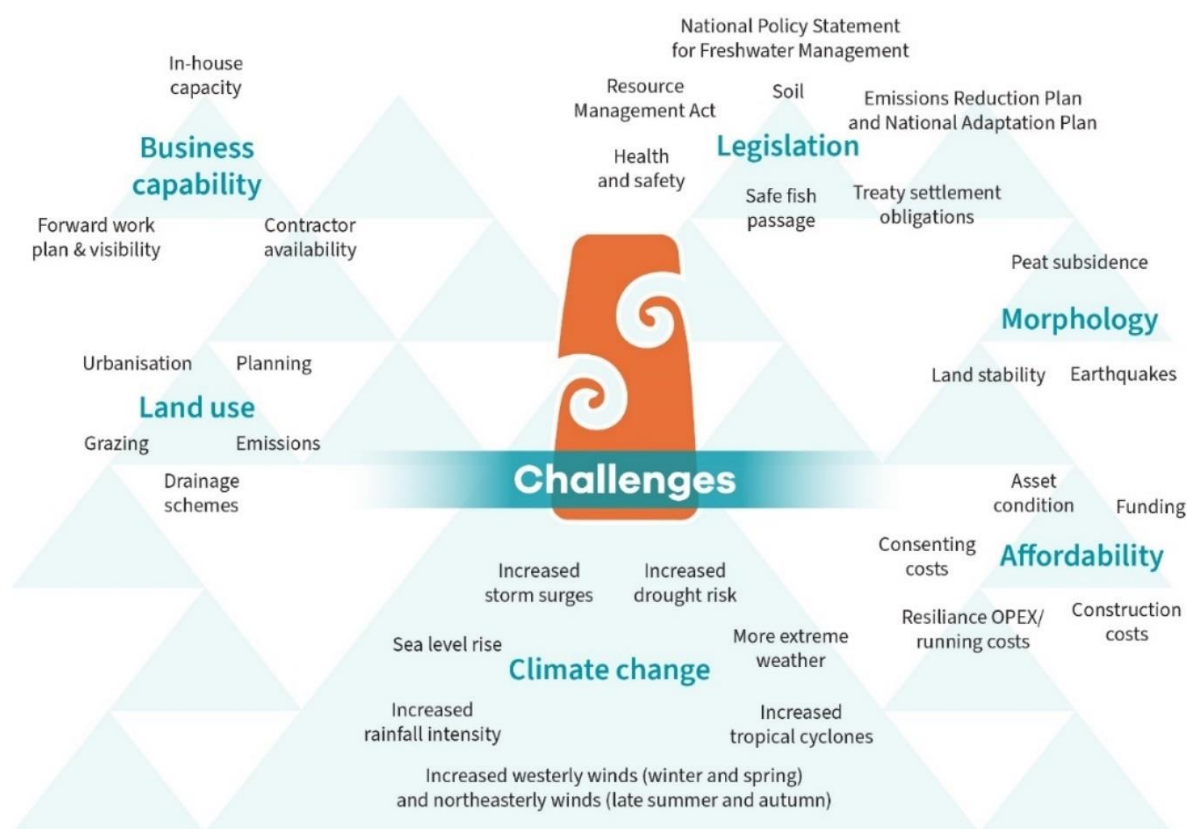 In-house
capacity
Business
capability
Forward work
plan & visibility
Contractor
availability
National Policy Statement
for Freshwater Management
Resource
Management Act
Soil
Emissions Reduction Plan
and National Adaptation Plan
Legislation
Health
and safety
Safe fish
passage
Treaty settlement
obligations
Peat subsidence
Morphology
Land stability
Earthquakes
Urbanisation
Planning
Land use
Grazing
Emissions
Drainage
schemes
Challenges
Asset
condition
Funding
Consenting
costs
Affordability
Resiliance OPEX/
running costs
Construction
costs
Increased
storm surges
Increased
drought risk
Sea level rise
More extreme
weather
Climate change
Increased
rainfall intensity
Increased
tropical cyclones
Increased westerly winds (winter and spring)
and northeasterly winds (late summer and autumn)